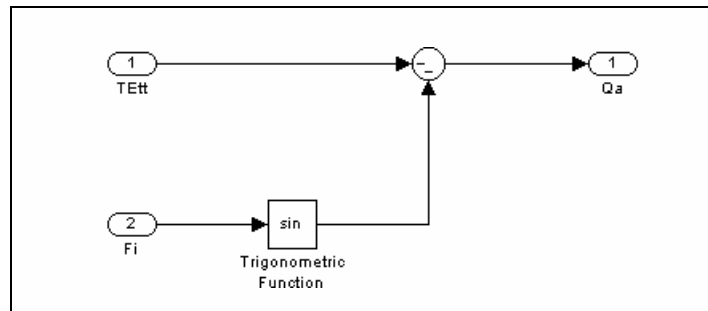 1
TEtt
--
1
Qa
2
Fi
sin
Trigonometric
Function